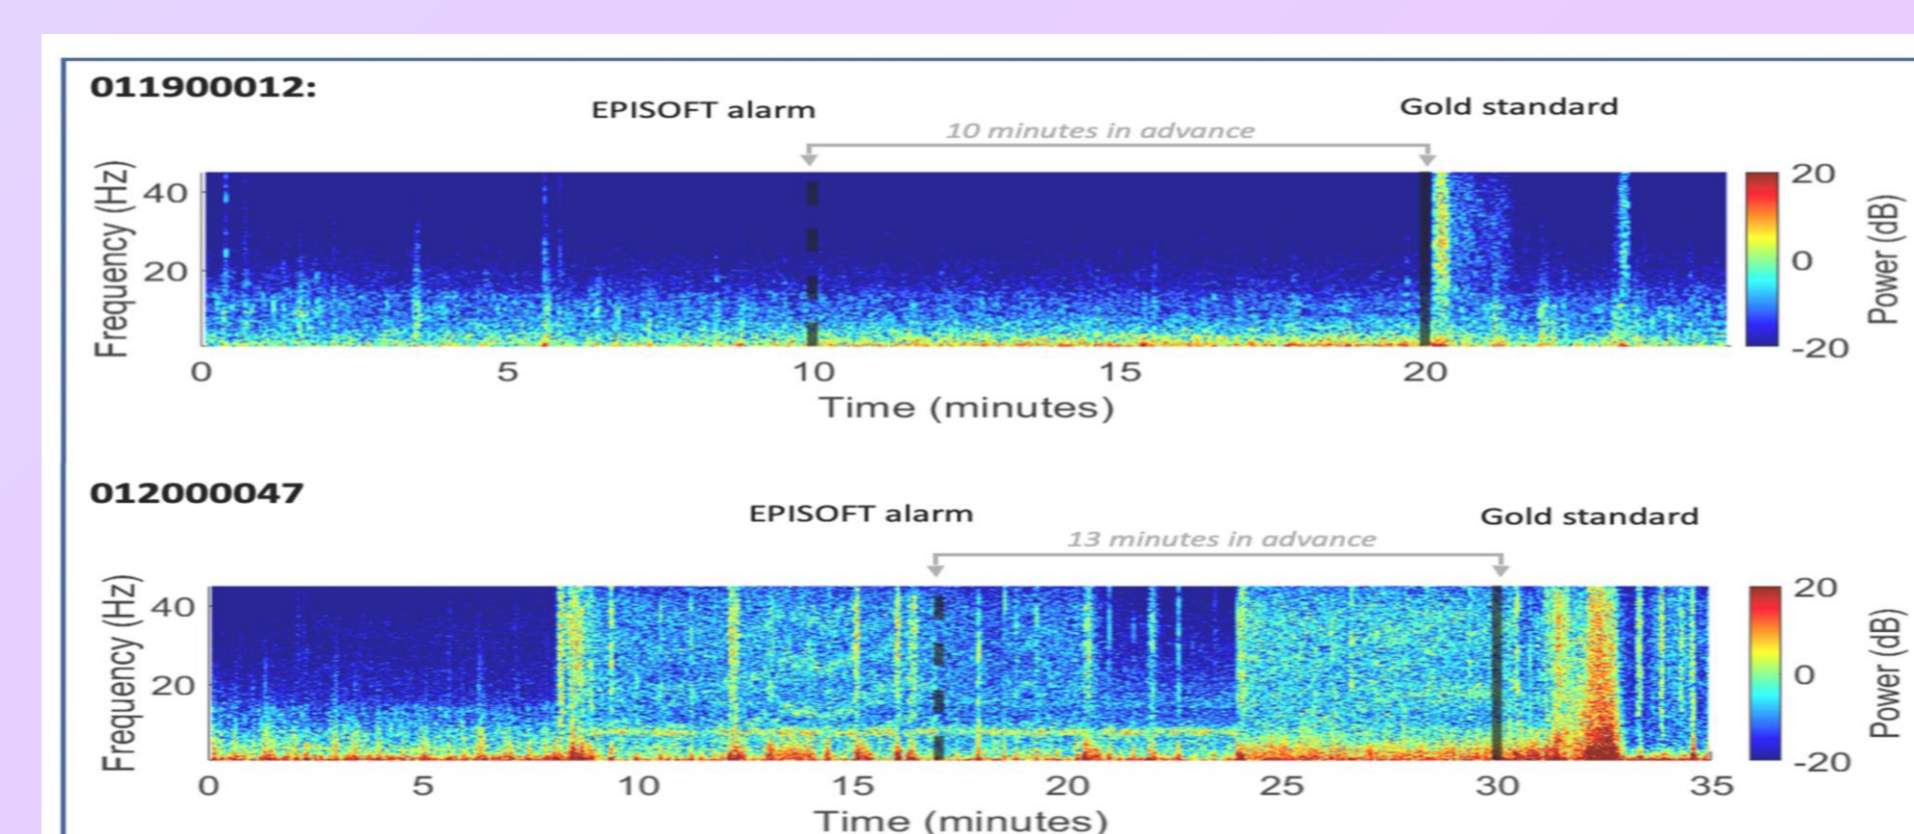 011900012:
EPISOFT alarm
Gold standard
10 minutes in advance
Frequency (Hz)
40
20
20
0
-20
Power (dB)
0
5
10
15
20
Time (minutes)
012000047
EPISOFT alarm
Gold standard
13 minutes in advance
Frequency (Hz)
40
20
20
0
-20
Power (dB)
0
5
10
15
20
25
30
35
Time (minutes)